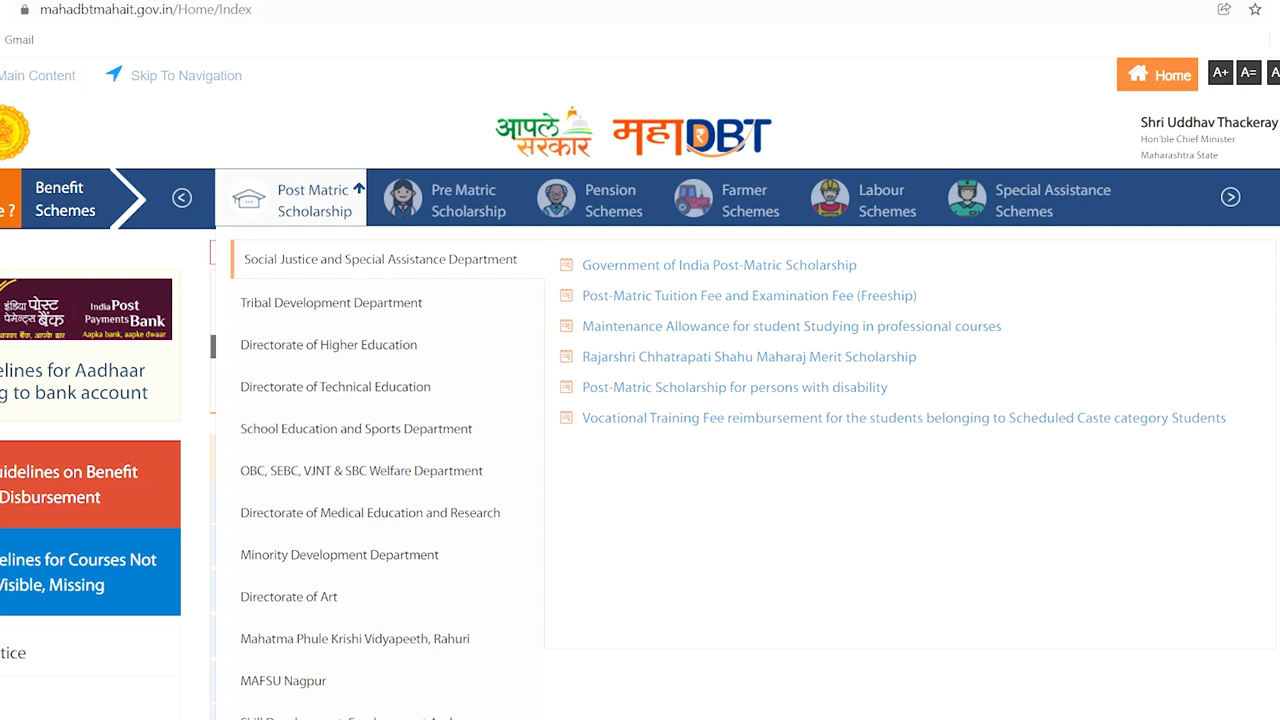 mahadbtmahait.gov.in/Home/Index
Gmail
Main Content
Skip To Navigation
Home
A+
A=
A
आपले
सरकार
महाDBT
Shri Uddhav Thackeray
Hon'ble Chief Minister
Maharashtra State
e ?
Benefit
Schemes
Post Matric
Scholarship
Pre Matric
Scholarship
Pension
Schemes
Farmer
Schemes
Labour
Schemes
Special Assistance
Schemes
Social Justice and Special Assistance Department
Tribal Development Department
Directorate of Higher Education
Directorate of Technical Education
School Education and Sports Department
OBC, SEBC, VJNT & SBC Welfare Department
Directorate of Medical Education and Research
Minority Development Department
Directorate of Art
Mahatma Phule Krishi Vidyapeeth, Rahuri
MAFSU Nagpur
Government of India Post-Matric Scholarship
Post-Matric Tuition Fee and Examination Fee (Freeship)
Maintenance Allowance for student Studying in professional courses
Rajarshri Chhatrapati Shahu Maharaj Merit Scholarship
Post-Matric Scholarship for persons with disability
Vocational Training Fee reimbursement for the students belonging to Scheduled Caste category Students
इंडिया पोस्ट
पेमेन्ट्स बैंक
आपका बैंक, आपके द्वार
India Post
Payments Bank
Aapka bank, aapke dwaar
elines for Aadhaar
g to bank account
uidelines on Benefit
Disbursement
elines for Courses Not
Visible, Missing
tice